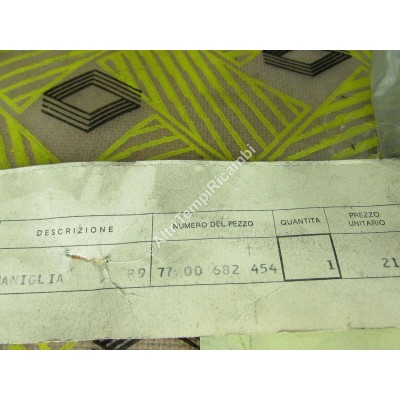 DESCRIZIONE NUMERO DEL PEZZO QUANTITA PREZZO UNITARIO
ANIGLIA R9 77 00 682 454 1 21
©AltriTempiRicambi